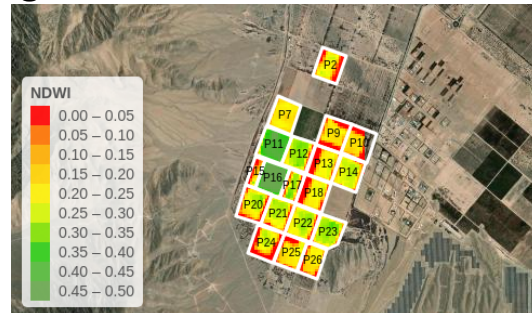 NDWI
0.00 – 0.05
0.05 – 0.10
0.10 – 0.15
0.15 – 0.20
0.20 – 0.25
0.25 – 0.30
0.30 – 0.35
0.35 – 0.40
0.40 – 0.45
0.45 – 0.50
P2
P7
P9
P10
P11
P12
P13
P14
P15
P16
P17
P18
P20
P21
P22
P23
P24
P25
P26